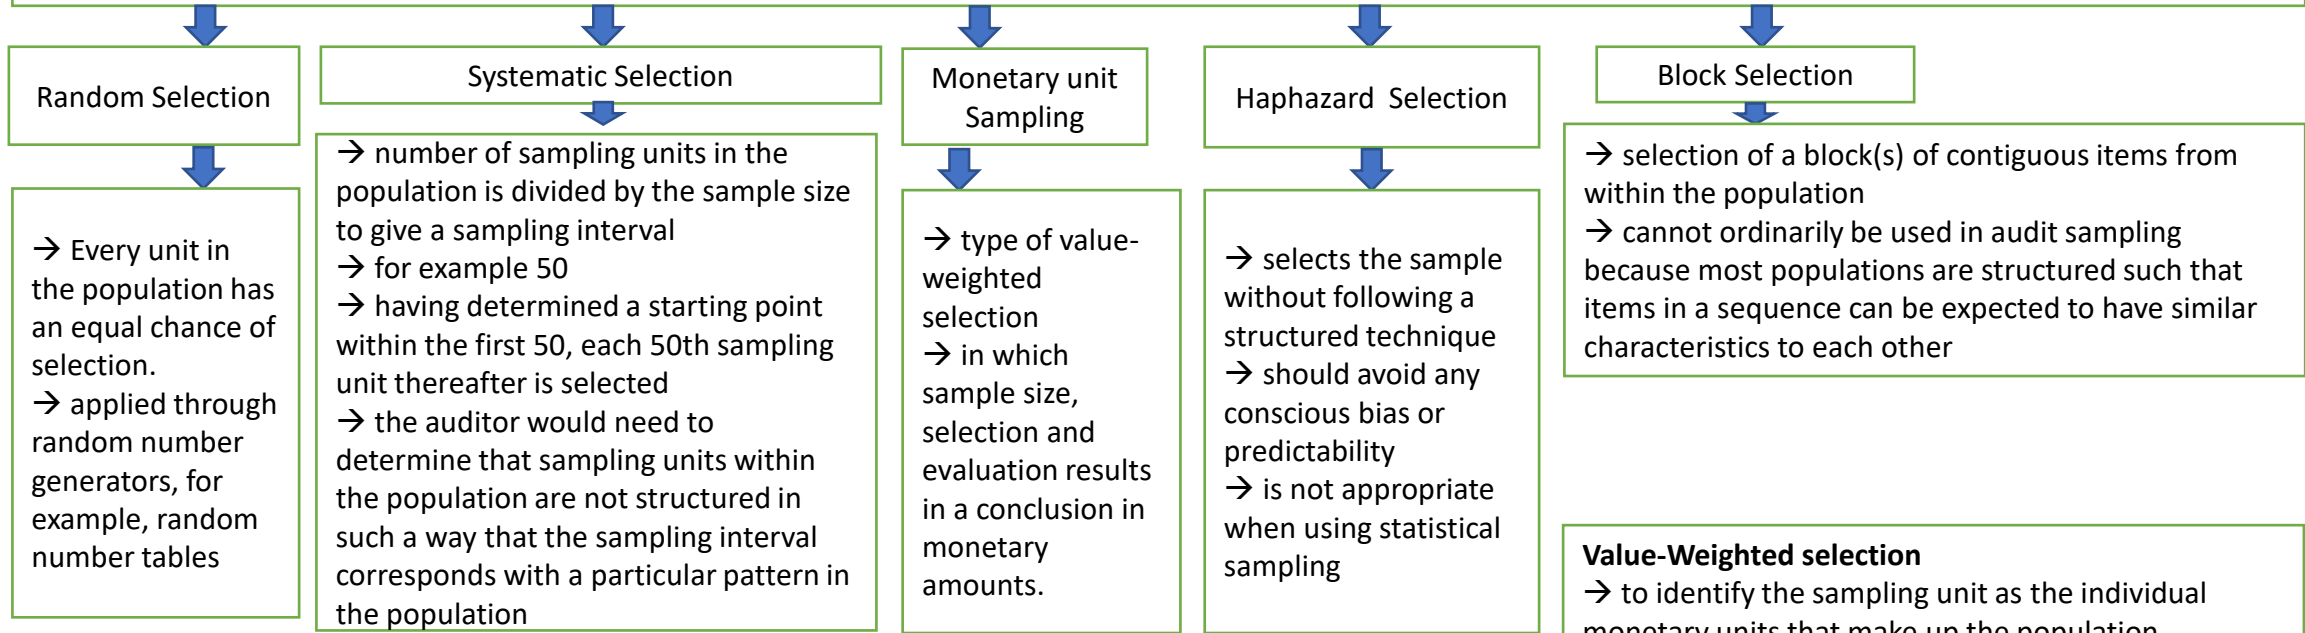 Random Selection
Systematic Selection
Monetary unit
Sampling
Haphazard Selection
Block Selection
→ Every unit in
the population has
an equal chance of
selection.
→ applied through
random number
generators, for
example, random
number tables
→ number of sampling units in the
population is divided by the sample size
to give a sampling interval
→ for example 50
→ having determined a starting point
within the first 50, each 50th sampling
unit thereafter is selected
→ the auditor would need to
determine that sampling units within
the population are not structured in
such a way that the sampling interval
corresponds with a particular pattern in
the population
→ type of value-
weighted
selection
→ in which
sample size,
selection and
evaluation results
in a conclusion in
monetary
amounts.
→ selects the sample
without following a
structured technique
→ should avoid any
conscious bias or
predictability
→ is not appropriate
when using statistical
sampling
→ selection of a block(s) of contiguous items from
within the population
→ cannot ordinarily be used in audit sampling
because most populations are structured such that
items in a sequence can be expected to have similar
characteristics to each other
Value-Weighted selection
→ to identify the sampling unit as the individual
monetary units that make up the population